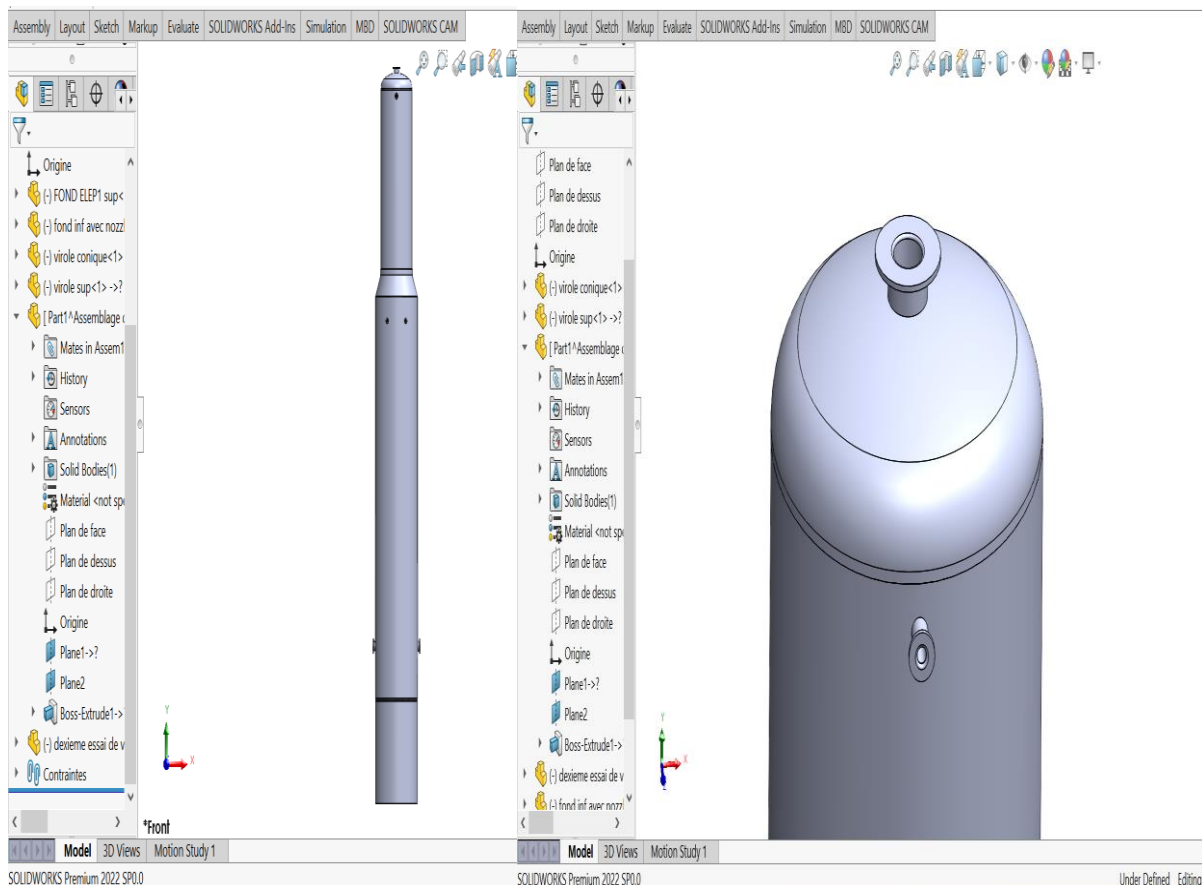 Assembly Layout Sketch Markup Evaluate SOLIDWORKS Add-Ins Simulation MBD SOLIDWORKS CAM
Origine
(-) FOND ELEP1 sup<
(-) fond inf avec nozzl
(-) virole conique<1>
(-) virole sup<1> ->?
[ Part1^Assemblage d
Mates in Assem1
History
Sensors
Annotations
Solid Bodies(1)
Material <not spe
Plan de face
Plan de dessus
Plan de droite
Origine
Plane1->?
Plane2
Boss-Extrude1->
(-) dexieme essai de v
Contraintes
Y
X
*Front
Model 3D Views Motion Study 1
SOLIDWORKS Premium 2022 SP0.0
Assembly Layout Sketch Markup Evaluate SOLIDWORKS Add-Ins Simulation MBD SOLIDWORKS CAM
Plan de face
Plan de dessus
Plan de droite
Origine
(-) virole conique<1>
(-) virole sup<1> ->?
[ Part1^Assemblage d
Mates in Assem1
History
Sensors
Annotations
Solid Bodies(1)
Material <not spe
Plan de face
Plan de dessus
Plan de droite
Origine
Plane1->?
Plane2
Boss-Extrude1->
(-) dexieme essai de v
(-) fond inf avec nozzl
Y
X
Model 3D Views Motion Study 1
SOLIDWORKS Premium 2022 SP0.0
Under Defined Editing